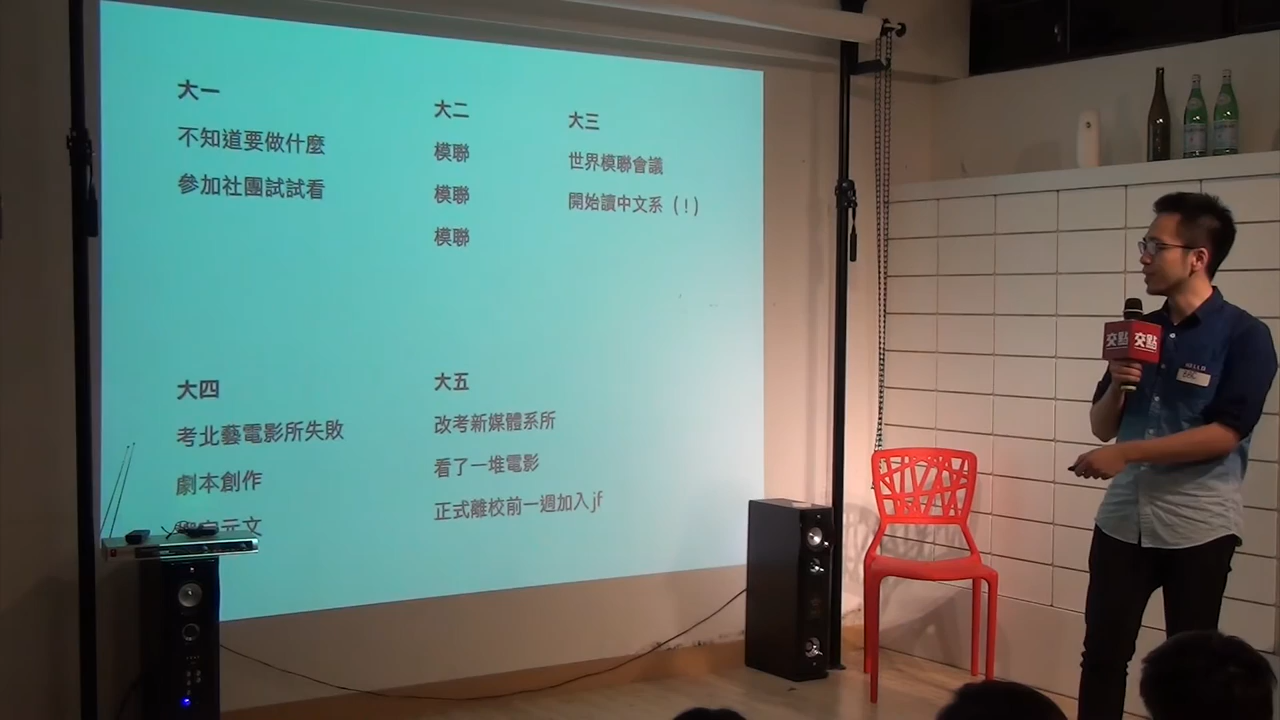 大一
不知道要做什麼
參加社團試試看
大二
模聯
模聯
模聯
大三
世界模聯會議
開始讀中文系（！）
大四
考北藝電影所失敗
劇本創作
大五
改考新媒體系所
看了一堆電影
正式離校前一週加入jf
交點 交點
HELLO